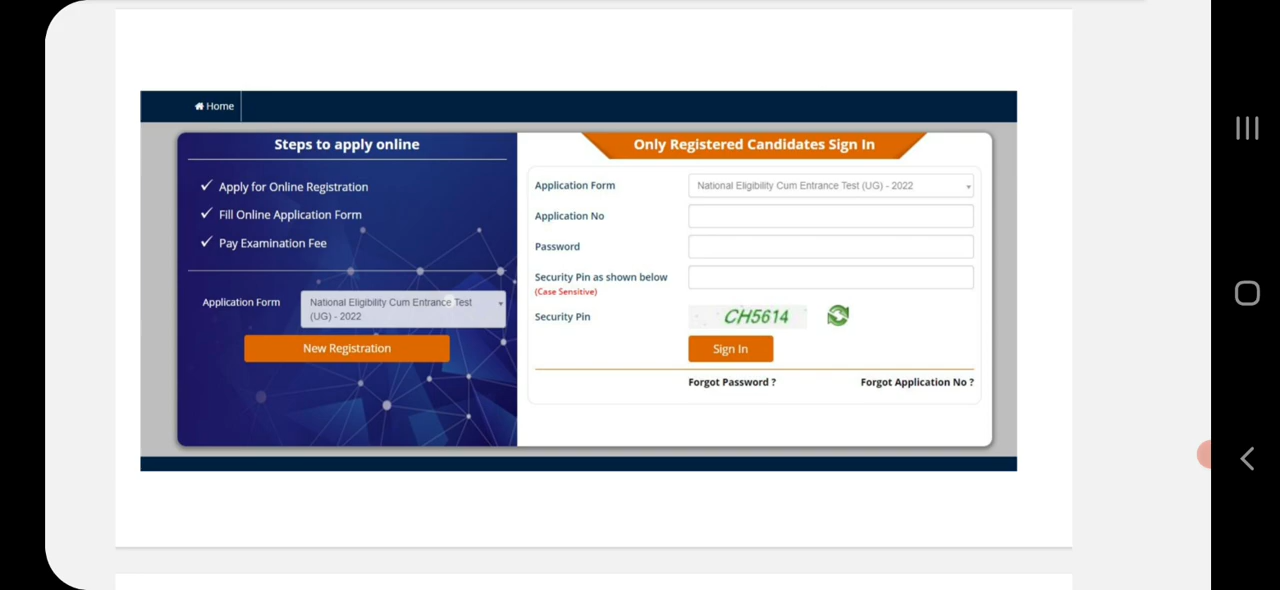 Home
Steps to apply online
Apply for Online Registration
Fill Online Application Form
Pay Examination Fee
Application Form
National Eligibility Cum Entrance Test
(UG) - 2022
New Registration
Only Registered Candidates Sign In
Application Form
National Eligibility Cum Entrance Test (UG) - 2022
Application No
Password
Security Pin as shown below
(Case Sensitive)
Security Pin
CH5614
Sign In
Forgot Password ?
Forgot Application No ?